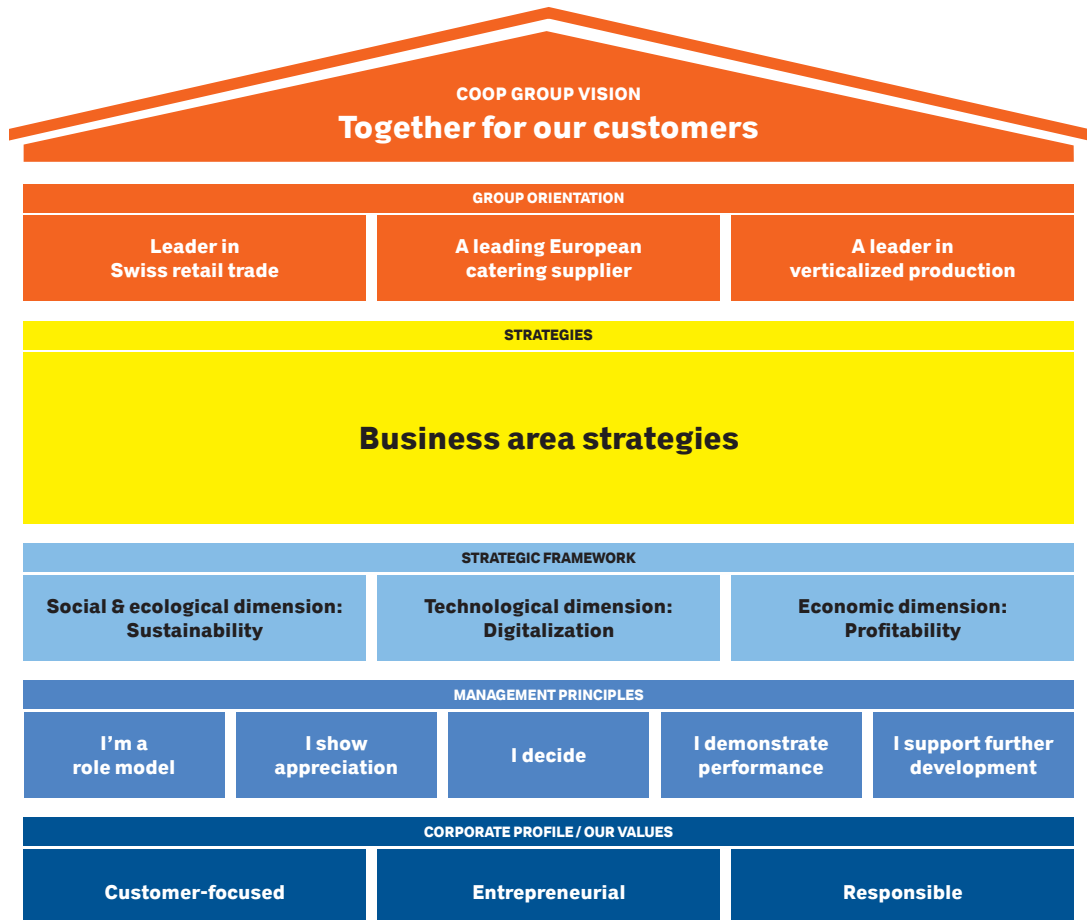 COOP GROUP VISION
Together for our customers
GROUP ORIENTATION
Leader in
Swiss retail trade
A leading European
catering supplier
A leader in
verticalized production
STRATEGIES
Business area strategies
STRATEGIC FRAMEWORK
Social & ecological dimension:
Sustainability
Technological dimension:
Digitalization
Economic dimension:
Profitability
MANAGEMENT PRINCIPLES
I’m a
role model
I show
appreciation
I decide
I demonstrate
performance
I support further
development
CORPORATE PROFILE / OUR VALUES
Customer-focused
Entrepreneurial
Responsible